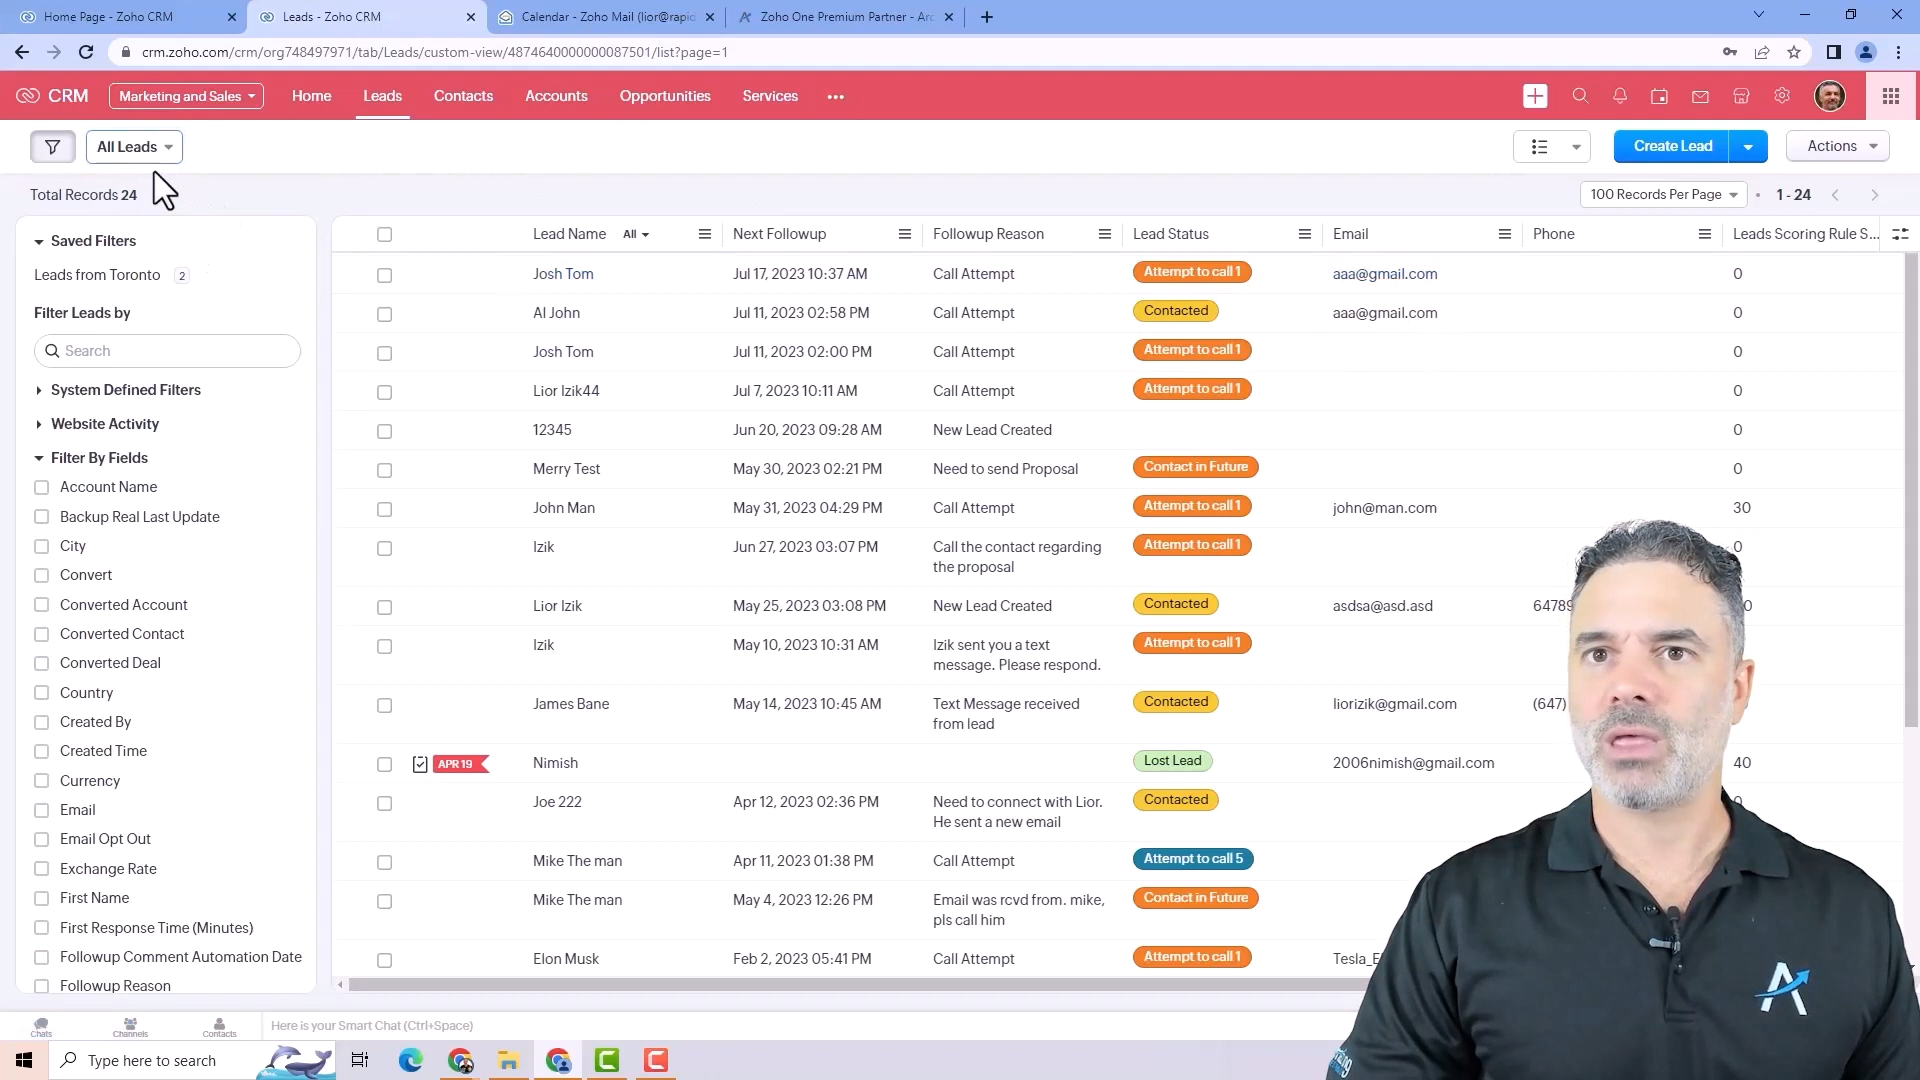 Home Page - Zoho CRM
Leads - Zoho CRM
Calendar - Zoho Mail (lior@rapid
Zoho One Premium Partner - Arc
crm.zoho.com/crm/org748497971/tab/Leads/custom-view/4874640000000087501/list?page=1
CRM
Marketing and Sales
Home
Leads
Contacts
Accounts
Opportunities
Services
All Leads
Create Lead
Actions
Total Records 24
100 Records Per Page
1 - 24
Saved Filters
Leads from Toronto 2
Filter Leads by
Search
System Defined Filters
Website Activity
Filter By Fields
Account Name
Backup Real Last Update
City
Convert
Converted Account
Converted Contact
Converted Deal
Country
Created By
Created Time
Currency
Email
Email Opt Out
Exchange Rate
First Name
First Response Time (Minutes)
Followup Comment Automation Date
Followup Reason
Lead Name All Next Followup Followup Reason Lead Status Email Phone Leads Scoring Rule S...
Josh Tom Jul 17, 2023 10:37 AM Call Attempt Attempt to call 1 aaa@gmail.com 0
Al John Jul 11, 2023 02:58 PM Call Attempt Contacted aaa@gmail.com 0
Josh Tom Jul 11, 2023 02:00 PM Call Attempt Attempt to call 1 0
Lior Izik44 Jul 7, 2023 10:11 AM Call Attempt Attempt to call 1 0
12345 Jun 20, 2023 09:28 AM New Lead Created 0
Merry Test May 30, 2023 02:21 PM Need to send Proposal Contact in Future 0
John Man May 31, 2023 04:29 PM Call Attempt Attempt to call 1 john@man.com 30
Izik Jun 27, 2023 03:07 PM Call the contact regarding Attempt to call 1 0
the proposal
Lior Izik May 25, 2023 03:08 PM New Lead Created Contacted asdsa@asd.asd 64789 0
Izik May 10, 2023 10:31 AM Izik sent you a text Attempt to call 1
message. Please respond.
James Bane May 14, 2023 10:45 AM Text Message received Contacted liorizik@gmail.com (647)
from lead
APR 19 Nimish Lost Lead 2006nimish@gmail.com 40
Joe 222 Apr 12, 2023 02:36 PM Need to connect with Lior. Contacted 0
He sent a new email
Mike The man Apr 11, 2023 01:38 PM Call Attempt Attempt to call 5
Mike The man May 4, 2023 12:26 PM Email was rcvd from. mike, Contact in Future
pls call him
Elon Musk Feb 2, 2023 05:41 PM Call Attempt Attempt to call 1 Tesla_E
Chats
Channels
Contacts
Here is your Smart Chat (Ctrl+Space)
Type here to search